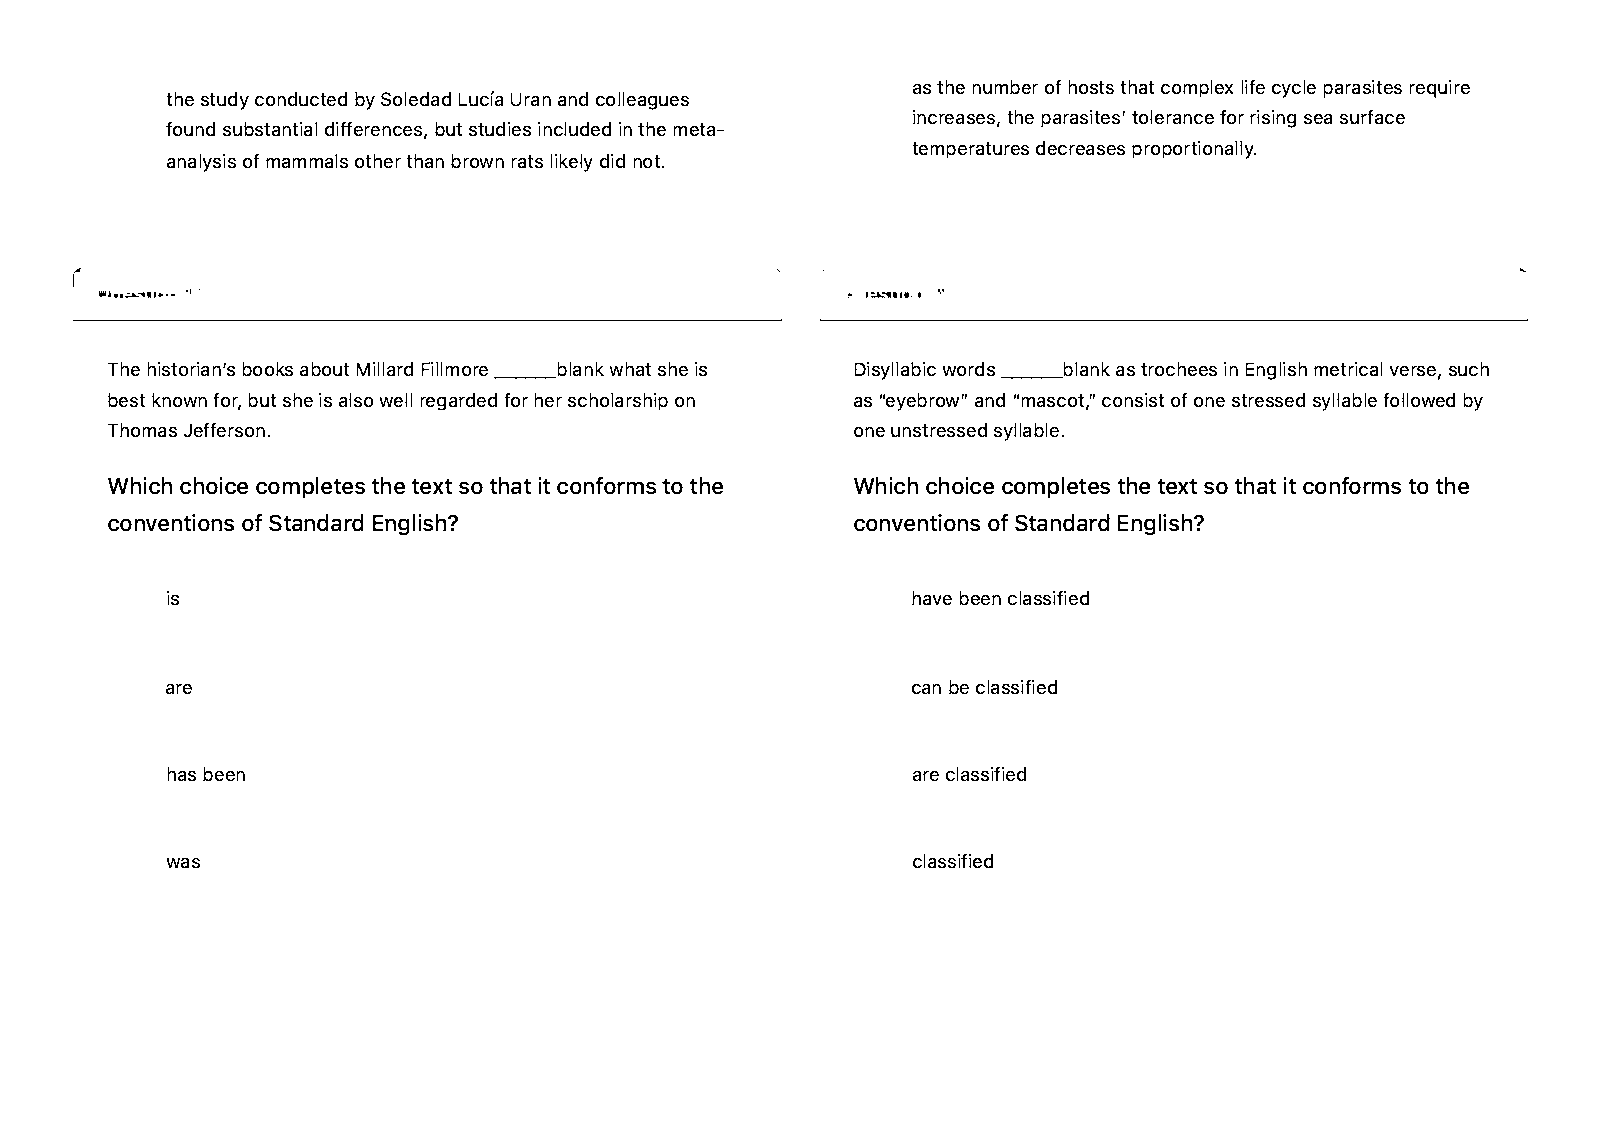 the study conducted by Soledad Lucía Uran and colleagues
found substantial differences, but studies included in the meta-
analysis of mammals other than brown rats likely did not.
The historian's books about Millard Fillmore ______blank what she is
best known for, but she is also well regarded for her scholarship on
Thomas Jefferson.
Which choice completes the text so that it conforms to the
conventions of Standard English?
is
are
has been
was
as the number of hosts that complex life cycle parasites require
increases, the parasites' tolerance for rising sea surface
temperatures decreases proportionally.
Disyllabic words ______blank as trochees in English metrical verse, such
as “eyebrow” and “mascot,” consist of one stressed syllable followed by
one unstressed syllable.
Which choice completes the text so that it conforms to the
conventions of Standard English?
have been classified
can be classified
are classified
classified